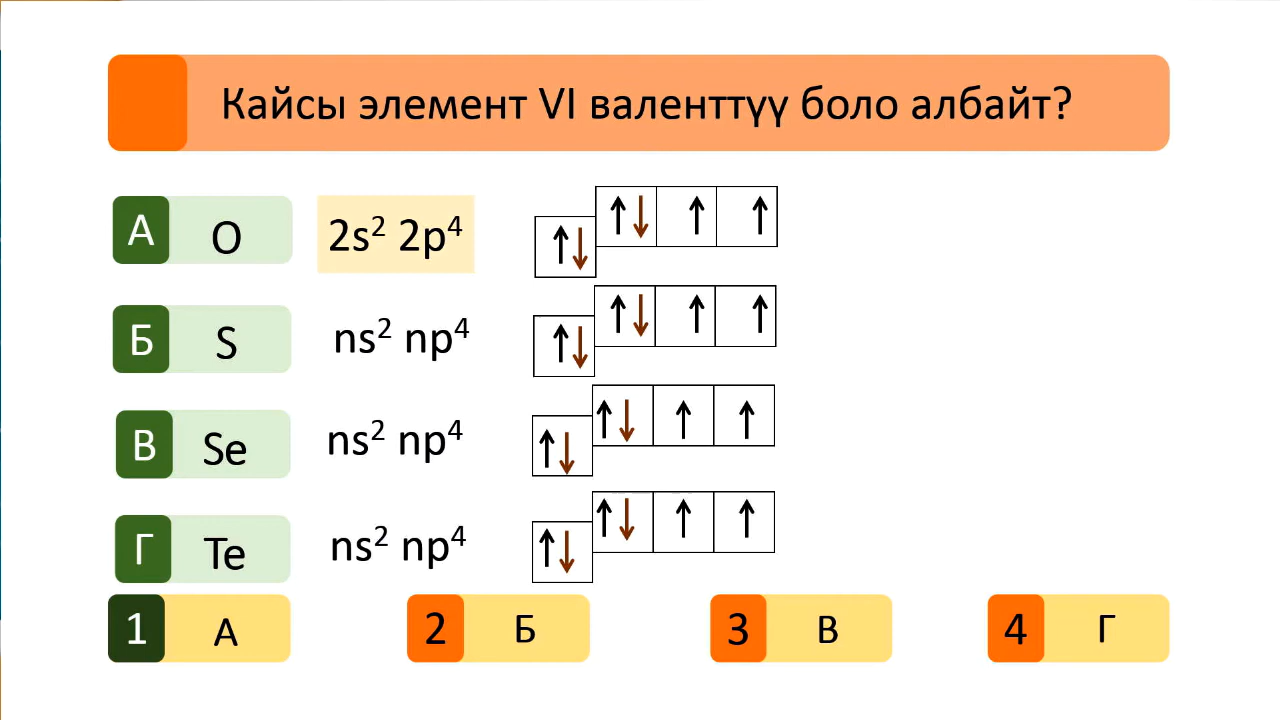 Кайсы элемент VI валенттүү боло албайт?
А O 2s² 2p⁴
Б S ns² np⁴
В Se ns² np⁴
Г Te ns² np⁴
1 А 2 Б 3 В 4 Г